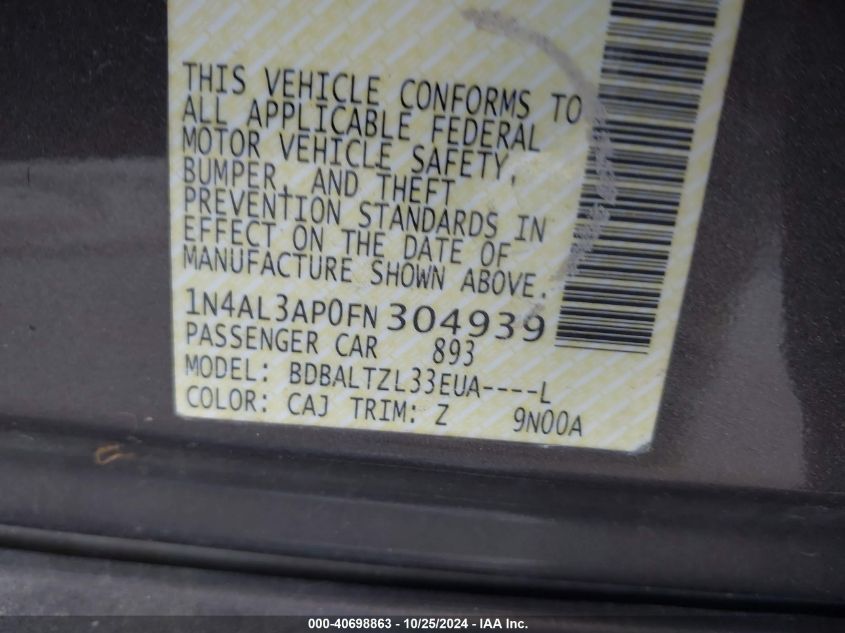 THIS VEHICLE CONFORMS TO
ALL APPLICABLE FEDERAL
MOTOR VEHICLE SAFETY,
BUMPER, AND THEFT
PREVENTION STANDARDS IN
EFFECT ON THE DATE OF
MANUFACTURE SHOWN ABOVE.
1N4AL3AP0FN304939
PASSENGER CAR 893
MODEL: BDBALTZL33EUA----L
COLOR: CAJ TRIM: Z 9N00A
000-40698863 - 10/25/2024 - IAA Inc.